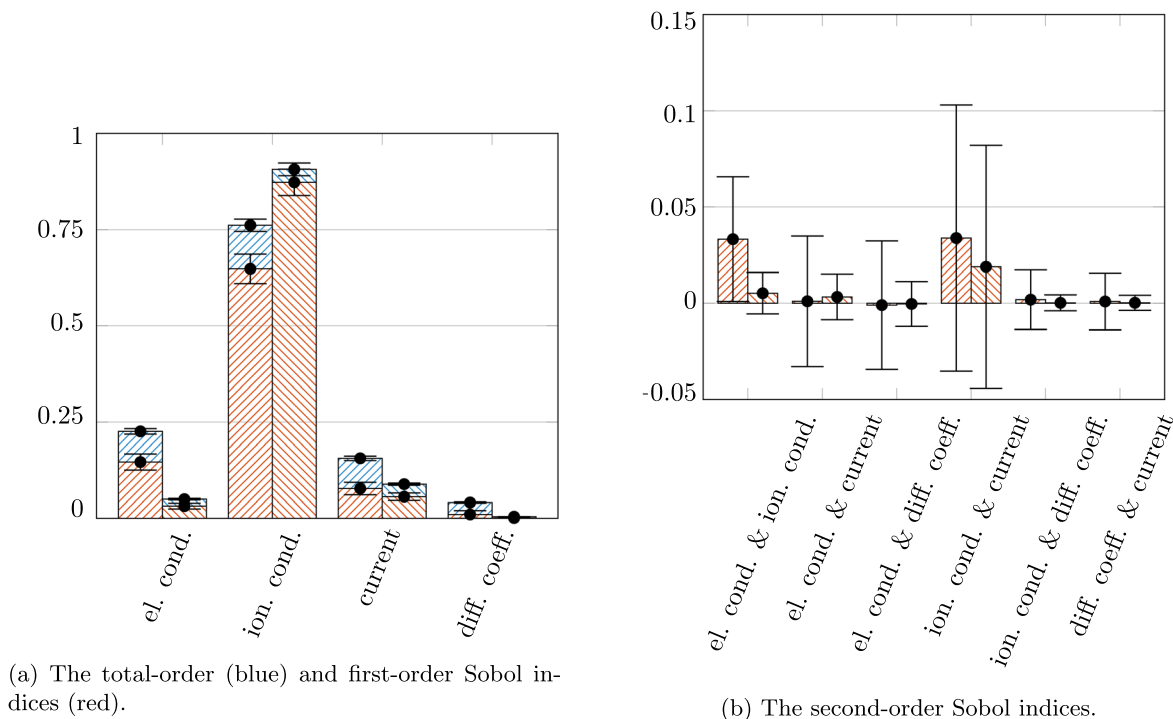 1
0.75
0.5
0.25
0
el. cond.
ion. cond.
current
diff. coeff.
(a) The total-order (blue) and first-order Sobol in-
dices (red).
0.15
0.1
0.05
0
-0.05
el. cond. & ion. cond.
el. cond. & current
el. cond. & diff. coeff.
ion. cond. & current
ion. cond. & diff. coeff.
diff. coeff. & current
(b) The second-order Sobol indices.